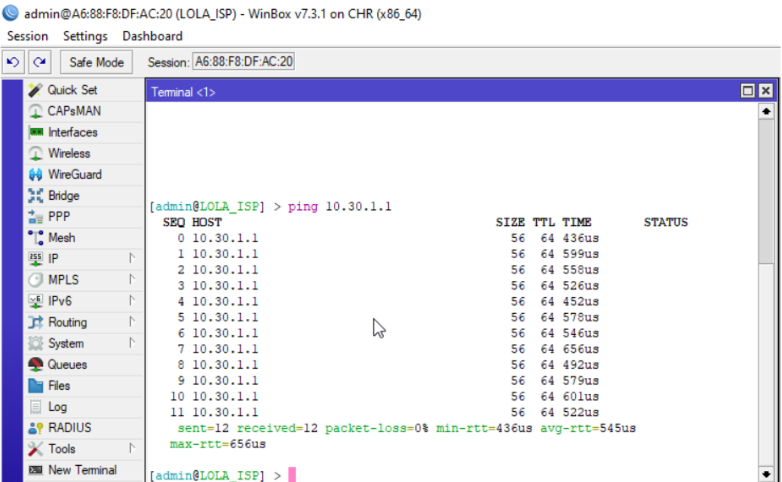 admin@A6:88:F8:DF:AC:20 (LOLA_ISP) - WinBox v7.3.1 on CHR (x86_64)
Session Settings Dashboard
Safe Mode Session: A6:88:F8:DF:AC:20
Quick Set
CAPsMAN
Interfaces
Wireless
WireGuard
Bridge
PPP
Mesh
IP
MPLS
IPv6
Routing
System
Queues
Files
Log
RADIUS
Tools
New Terminal
Terminal <1>
[admin@LOLA_ISP] > ping 10.30.1.1
SEQ HOST SIZE TTL TIME STATUS
0 10.30.1.1 56 64 436us
1 10.30.1.1 56 64 599us
2 10.30.1.1 56 64 558us
3 10.30.1.1 56 64 526us
4 10.30.1.1 56 64 452us
5 10.30.1.1 56 64 578us
6 10.30.1.1 56 64 546us
7 10.30.1.1 56 64 656us
8 10.30.1.1 56 64 492us
9 10.30.1.1 56 64 579us
10 10.30.1.1 56 64 601us
11 10.30.1.1 56 64 522us
sent=12 received=12 packet-loss=0% min-rtt=436us avg-rtt=545us
max-rtt=656us
[admin@LOLA_ISP] >